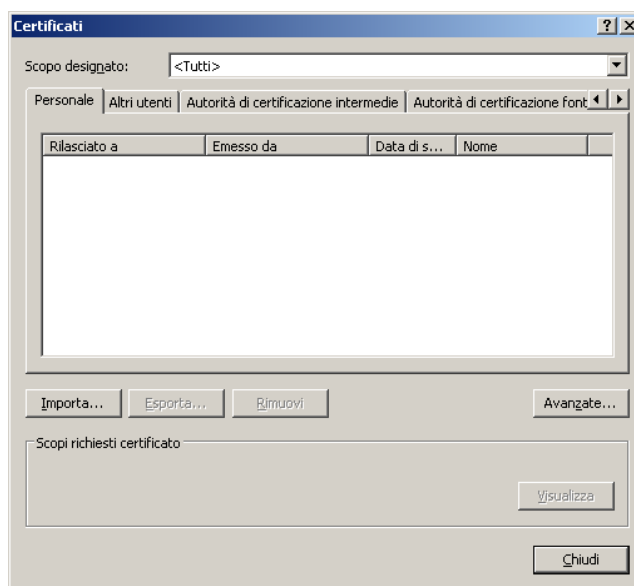 Certificati
Scopo designato: <Tutti>
Personale Altri utenti Autorità di certificazione intermedie Autorità di certificazione font
Rilasciato a Emesso da Data di s... Nome
Importa... Esporta... Rimuovi Avanzate...
Scopi richiesti certificato
Visualizza
Chiudi